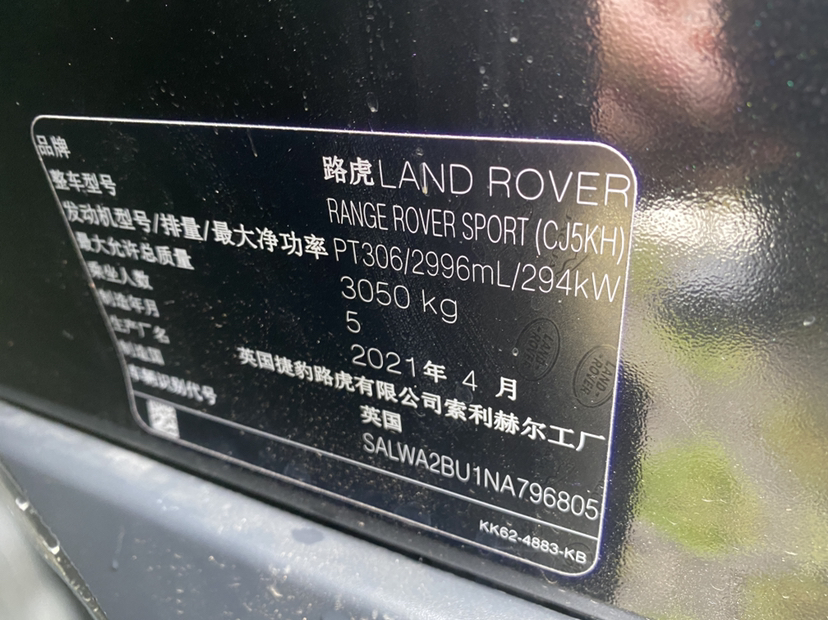 品牌 路虎LAND ROVER
整车型号 RANGE ROVER SPORT (CJ5KH)
发动机型号/排量/最大净功率 PT306/2996mL/294kW
最大允许总质量 3050 kg
乘坐人数 5
制造年月 2021年 4 月
生产厂名 英国捷豹路虎有限公司索利赫尔工厂
制造国 英国
车辆识别代号 SALWA2BU1NA796805
KK62-4883-KB
LAND-ROVER
LAND-ROVER